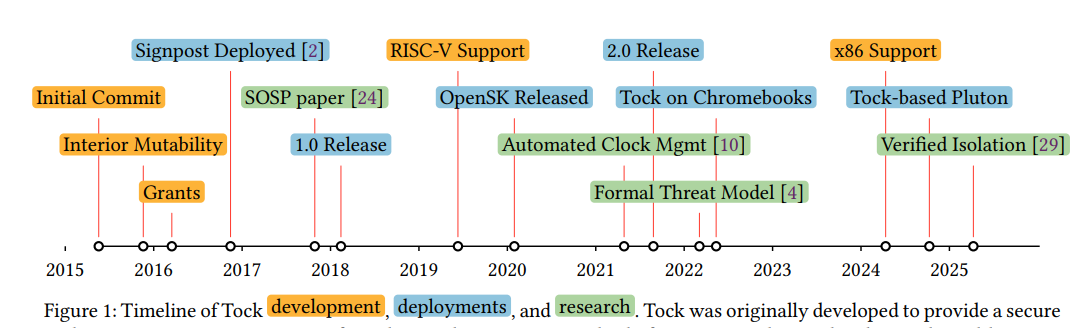 Signpost Deployed [2] RISC-V Support 2.0 Release x86 Support
Initial Commit SOSP paper [24] OpenSK Released Tock on Chromebooks Tock-based Pluton
Interior Mutability 1.0 Release Automated Clock Mgmt [10] Verified Isolation [29]
Grants Formal Threat Model [4]
2015 2016 2017 2018 2019 2020 2021 2022 2023 2024 2025
Figure 1: Timeline of Tock development, deployments, and research. Tock was originally developed to provide a secure